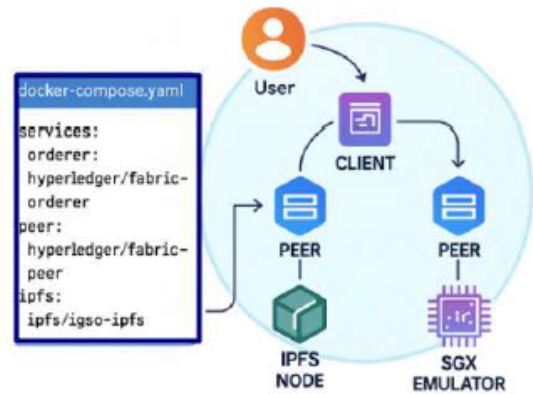 docker-compose.yaml
services:
orderer:
hyperledger/fabric-
orderer
peer:
hyperledger/fabric-
peer
ipfs:
ipfs/igso-ipfs
User
CLIENT
PEER
PEER
IPFS
NODE
SGX
EMULATOR